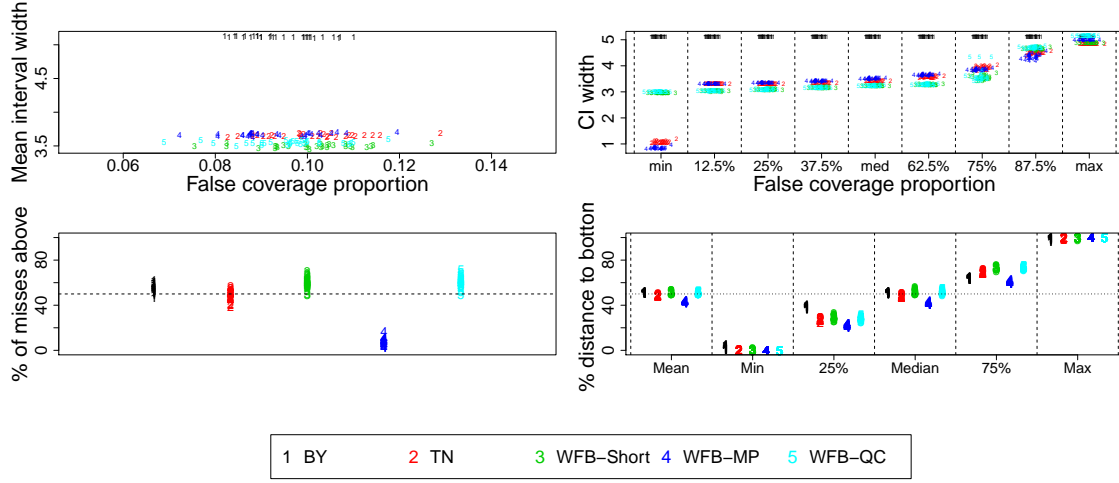 Mean interval width
4.5
3.5
0.06
0.08
0.10
0.12
0.14
False coverage proportion
CI width
5
4
3
2
1
min
12.5%
25%
37.5%
med
62.5%
75%
87.5%
max
False coverage proportion
% of misses above
80
40
0
% distance to botton
80
40
0
Mean
Min
25%
Median
75%
Max
1 BY
2 TN
3 WFB−Short
4 WFB−MP
5 WFB−QC